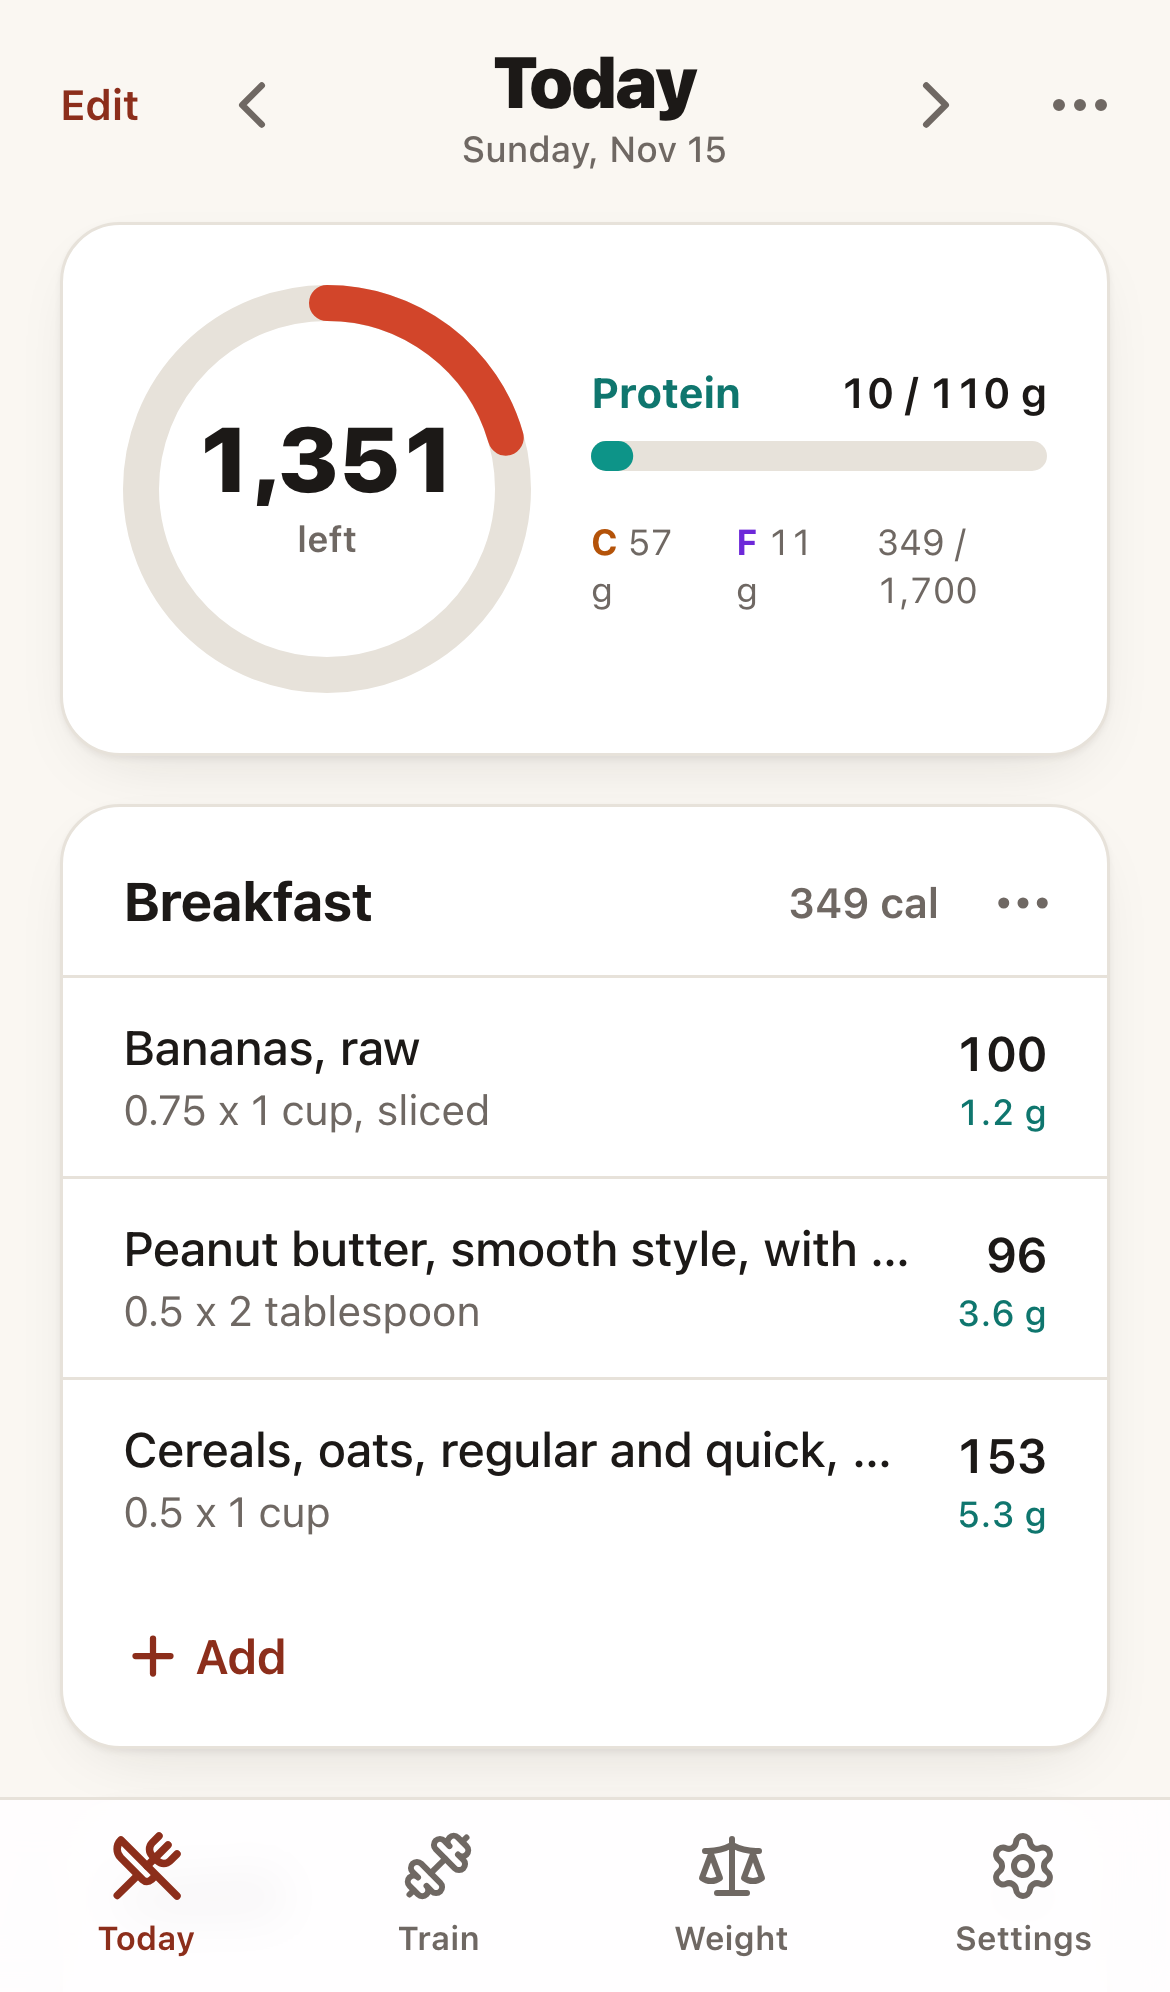 Edit
Today
Sunday, Nov 15
1,351
left
Protein 10 / 110 g
C 57 g
F 11 g
349 / 1,700
Breakfast 349 cal
Bananas, raw 100
0.75 x 1 cup, sliced 1.2 g
Peanut butter, smooth style, with ... 96
0.5 x 2 tablespoon 3.6 g
Cereals, oats, regular and quick, ... 153
0.5 x 1 cup 5.3 g
+ Add
Today Train Weight Settings